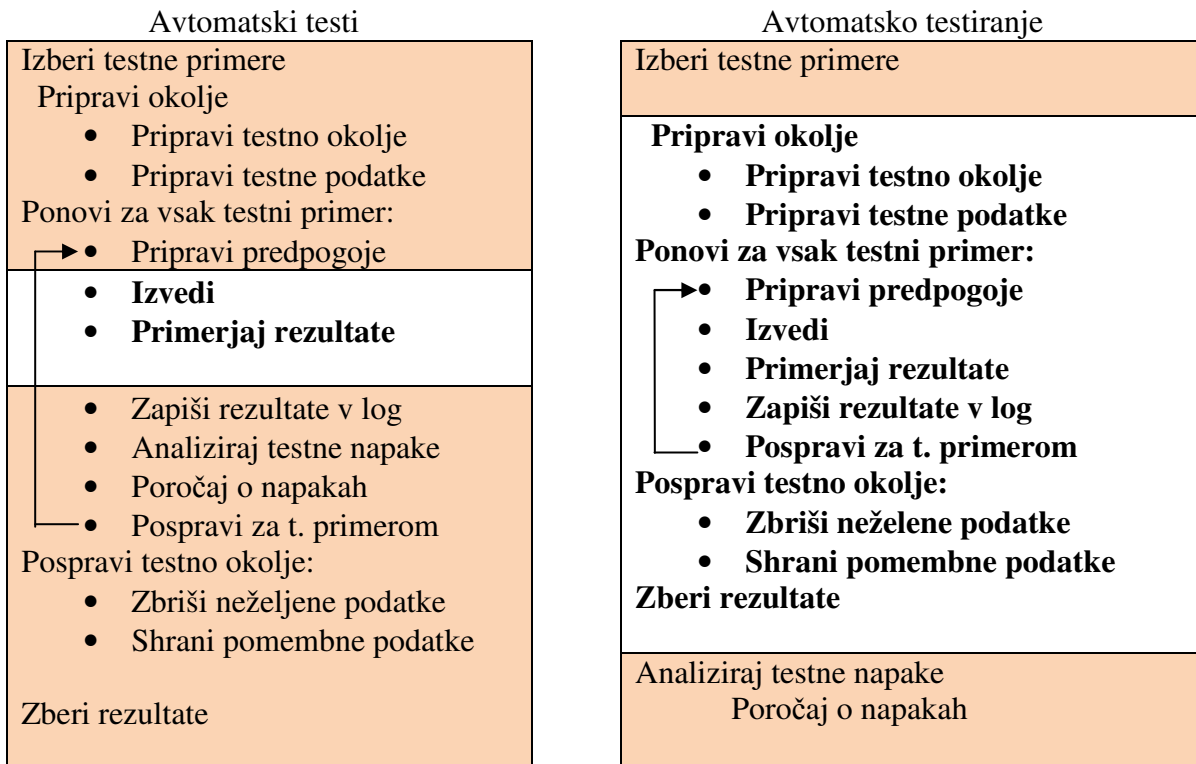 Avtomatski testi
Izberi testne primere
Pripravi okolje
• Pripravi testno okolje
• Pripravi testne podatke
Ponovi za vsak testni primer:
• Pripravi predpogoje
• Izvedi
• Primerjaj rezultate
• Zapiši rezultate v log
• Analiziraj testne napake
• Poročaj o napakah
• Pospravi za t. primerom
Pospravi testno okolje:
• Zbriši neželjene podatke
• Shrani pomembne podatke
Zberi rezultate
Avtomatsko testiranje
Izberi testne primere
Pripravi okolje
• Pripravi testno okolje
• Pripravi testne podatke
Ponovi za vsak testni primer:
• Pripravi predpogoje
• Izvedi
• Primerjaj rezultate
• Zapiši rezultate v log
• Pospravi za t. primerom
Pospravi testno okolje:
• Zbriši neželene podatke
• Shrani pomembne podatke
Zberi rezultate
Analiziraj testne napake
Poročaj o napakah